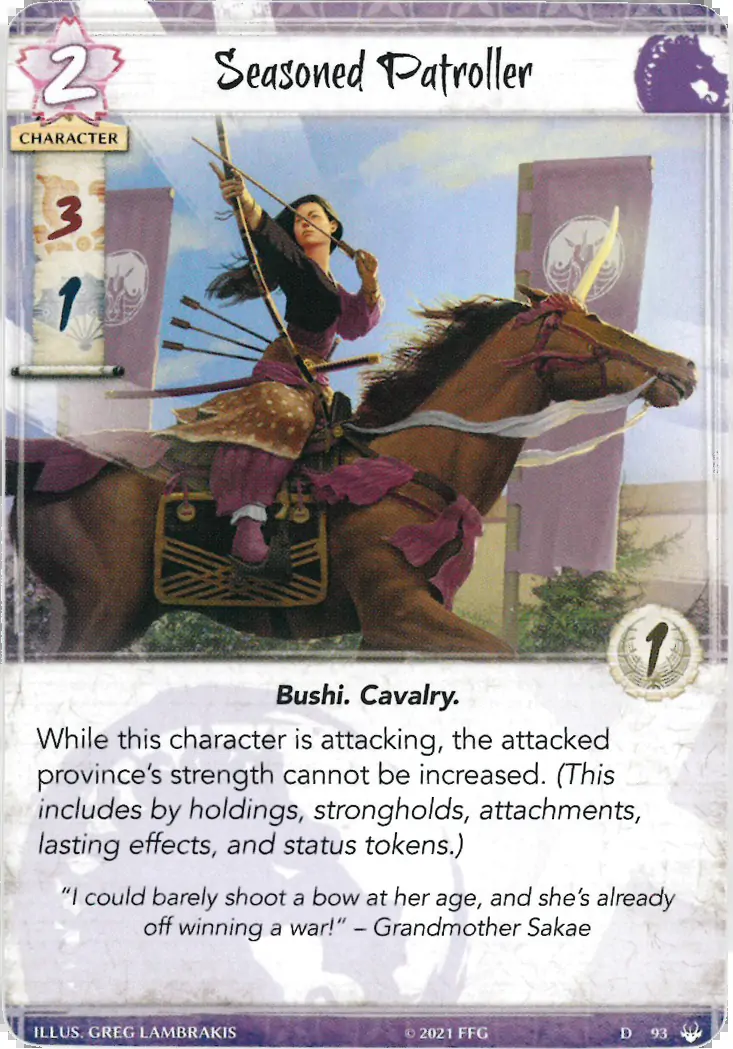 2
Seasoned Patroller
CHARACTER
3
1
1
Bushi. Cavalry.
While this character is attacking, the attacked
province's strength cannot be increased. (This
includes by holdings, strongholds, attachments,
lasting effects, and status tokens.)
"I could barely shoot a bow at her age, and she's already
off winning a war!" – Grandmother Sakae
ILLUS. GREG LAMBRAKIS
© 2021 FFG
D 93